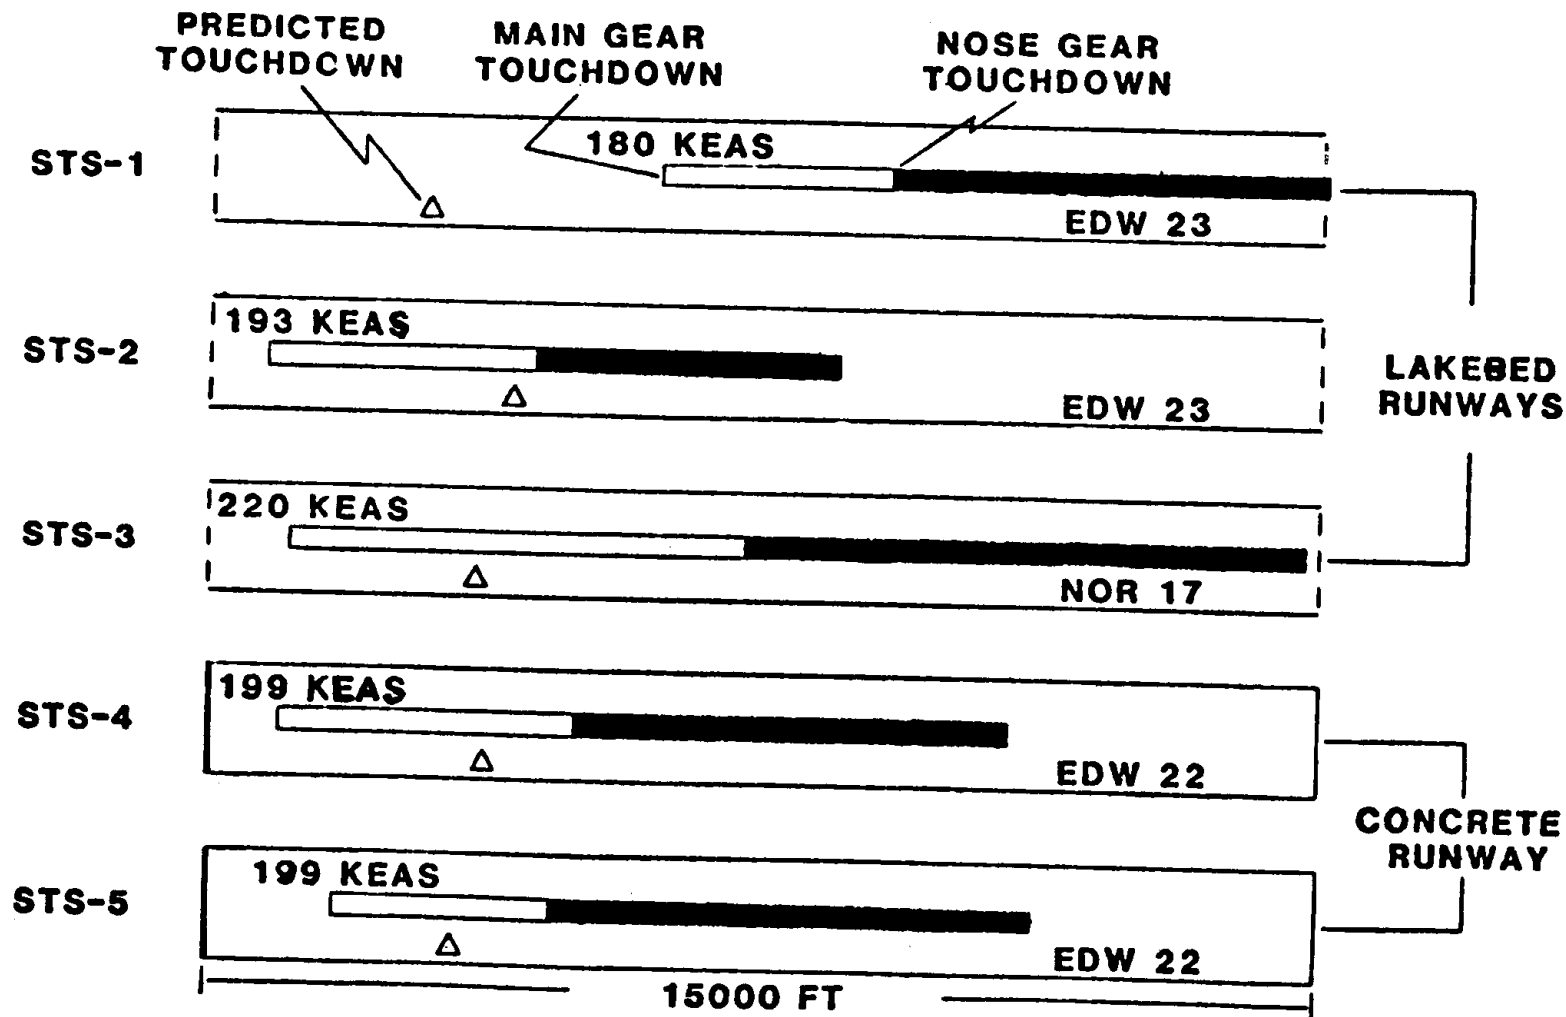 PREDICTED
TOUCHDCWN
MAIN GEAR
TOUCHDOWN
NOSE GEAR
TOUCHDOWN
STS-1
180 KEAS
EDW 23
STS-2
193 KEAS
EDW 23
LAKEBED
RUNWAYS
STS-3
220 KEAS
NOR 17
STS-4
199 KEAS
EDW 22
CONCRETE
RUNWAY
STS-5
199 KEAS
EDW 22
15000 FT